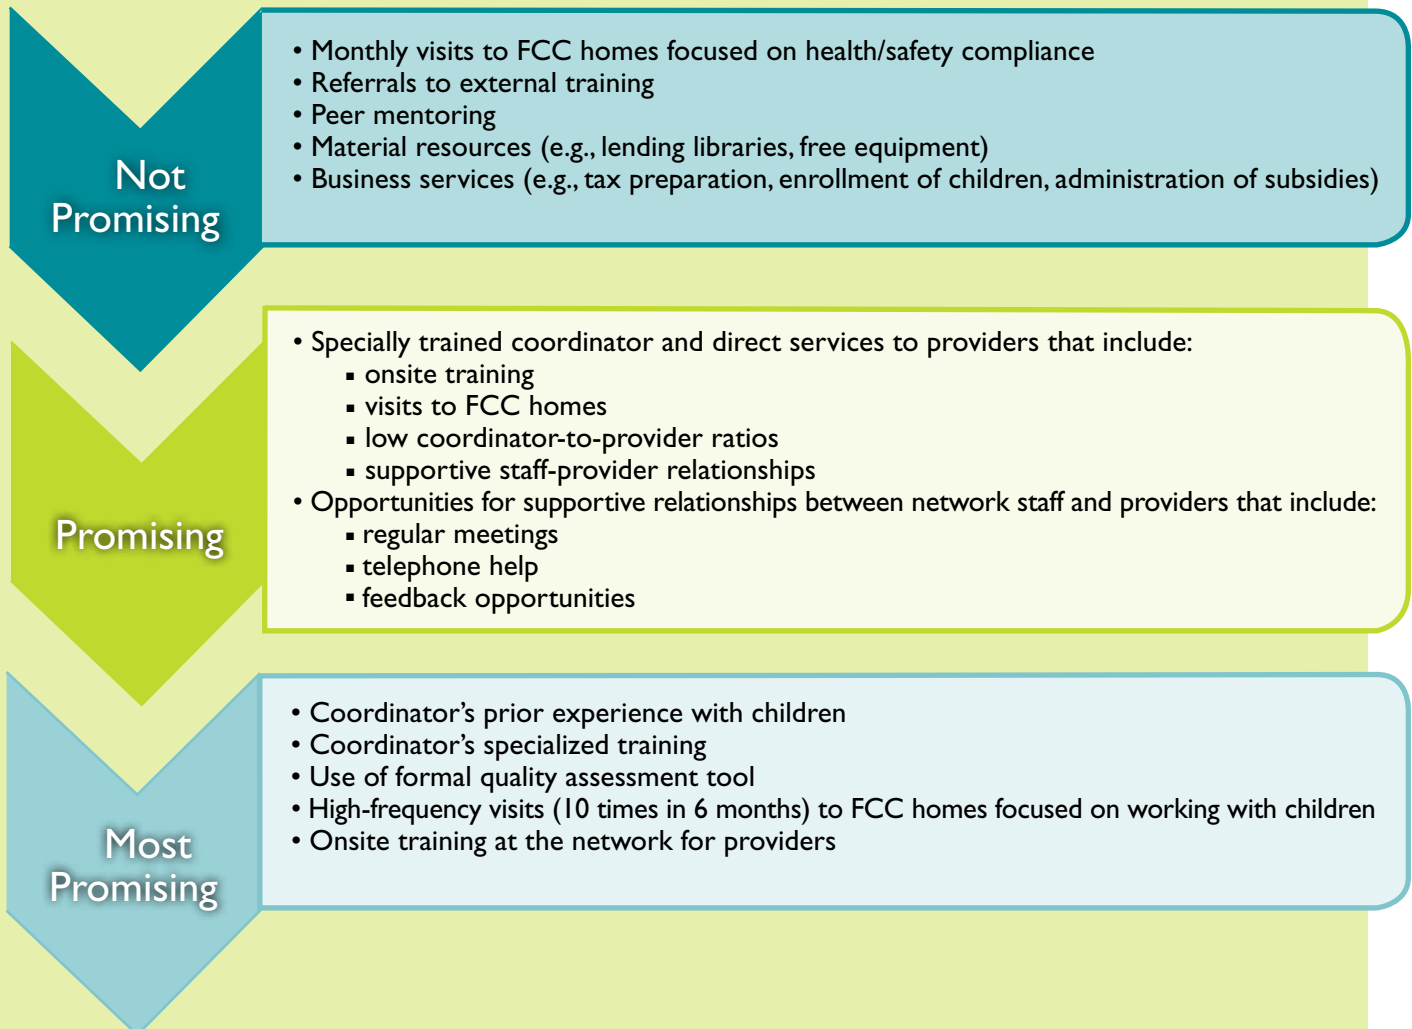 Not
Promising
• Monthly visits to FCC homes focused on health/safety compliance
• Referrals to external training
• Peer mentoring
• Material resources (e.g., lending libraries, free equipment)
• Business services (e.g., tax preparation, enrollment of children, administration of subsidies)
Promising
• Specially trained coordinator and direct services to providers that include:
▪ onsite training
▪ visits to FCC homes
▪ low coordinator-to-provider ratios
▪ supportive staff-provider relationships
• Opportunities for supportive relationships between network staff and providers that include:
▪ regular meetings
▪ telephone help
▪ feedback opportunities
Most
Promising
• Coordinator’s prior experience with children
• Coordinator’s specialized training
• Use of formal quality assessment tool
• High-frequency visits (10 times in 6 months) to FCC homes focused on working with children
• Onsite training at the network for providers